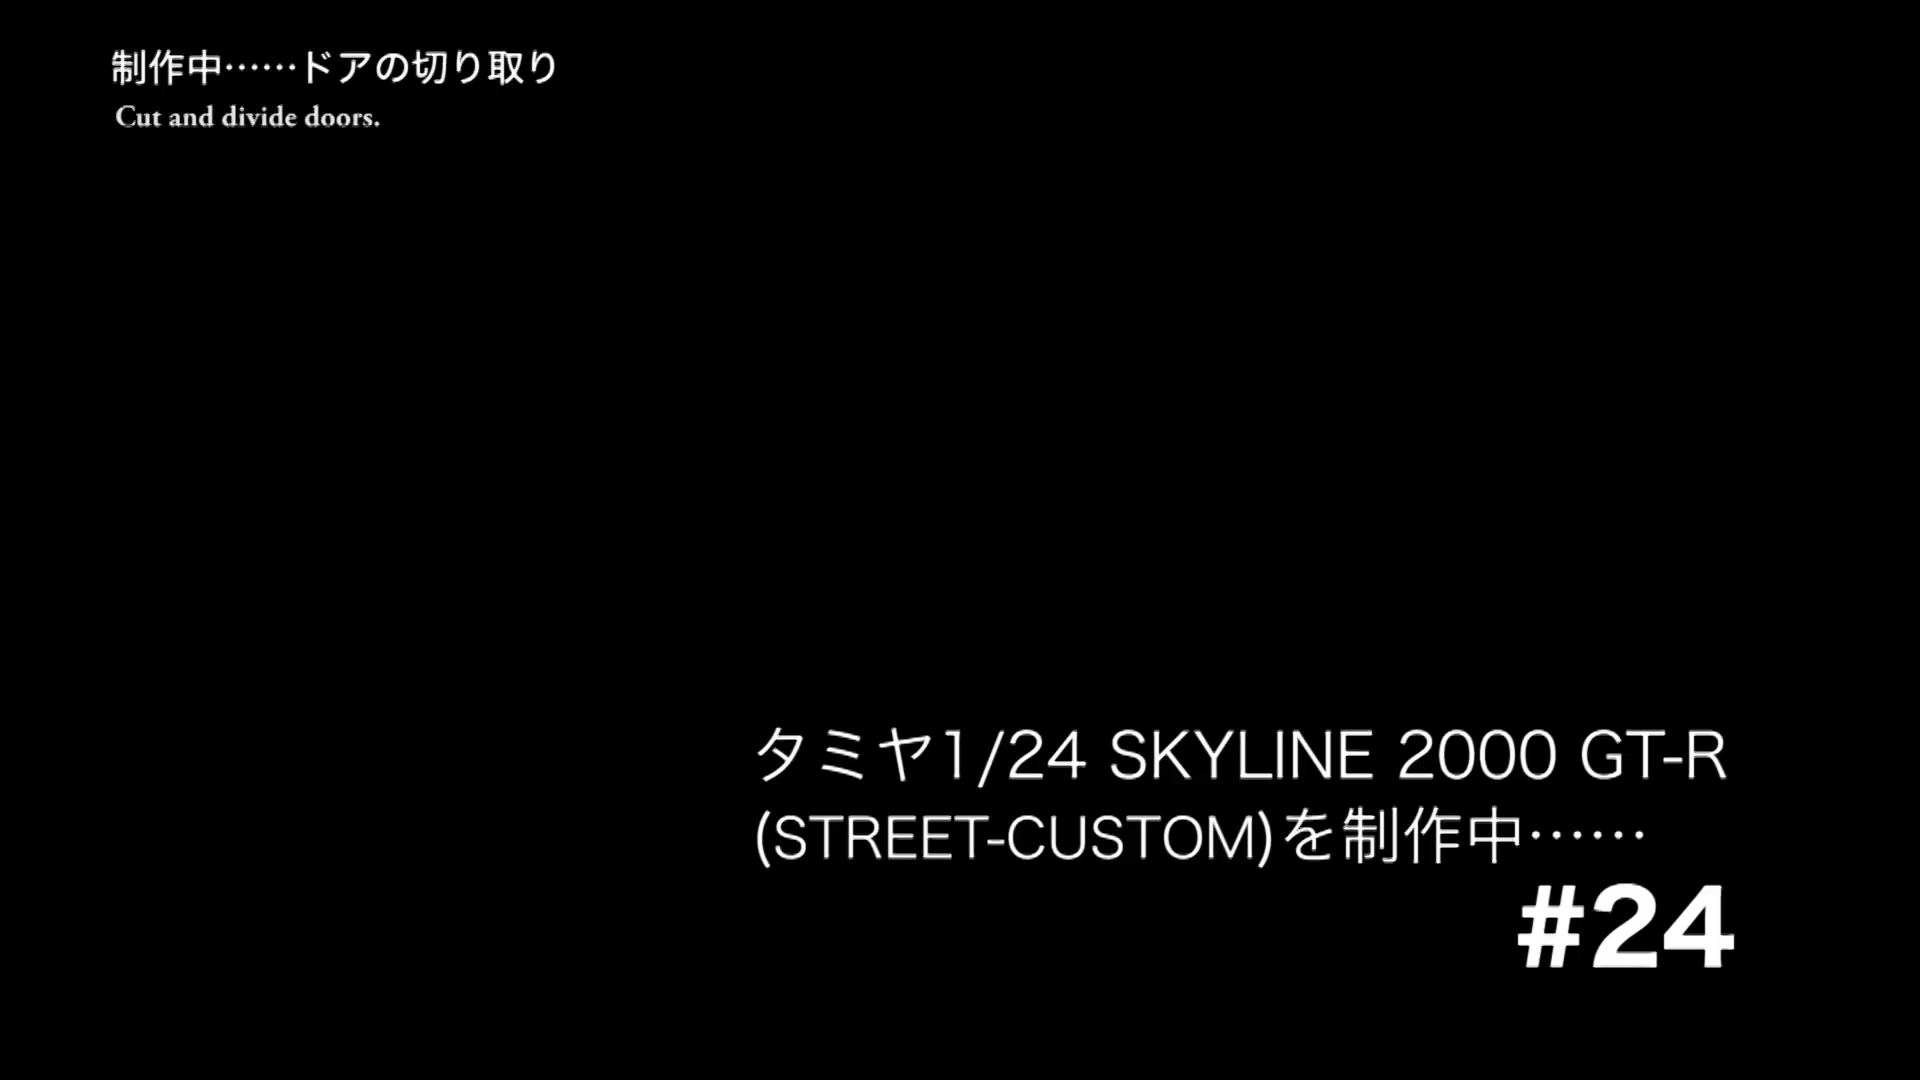 制作中……ドアの切り取り
Cut and divide doors.
タミヤ1/24 SKYLINE 2000 GT-R
(STREET-CUSTOM)を制作中……
#24